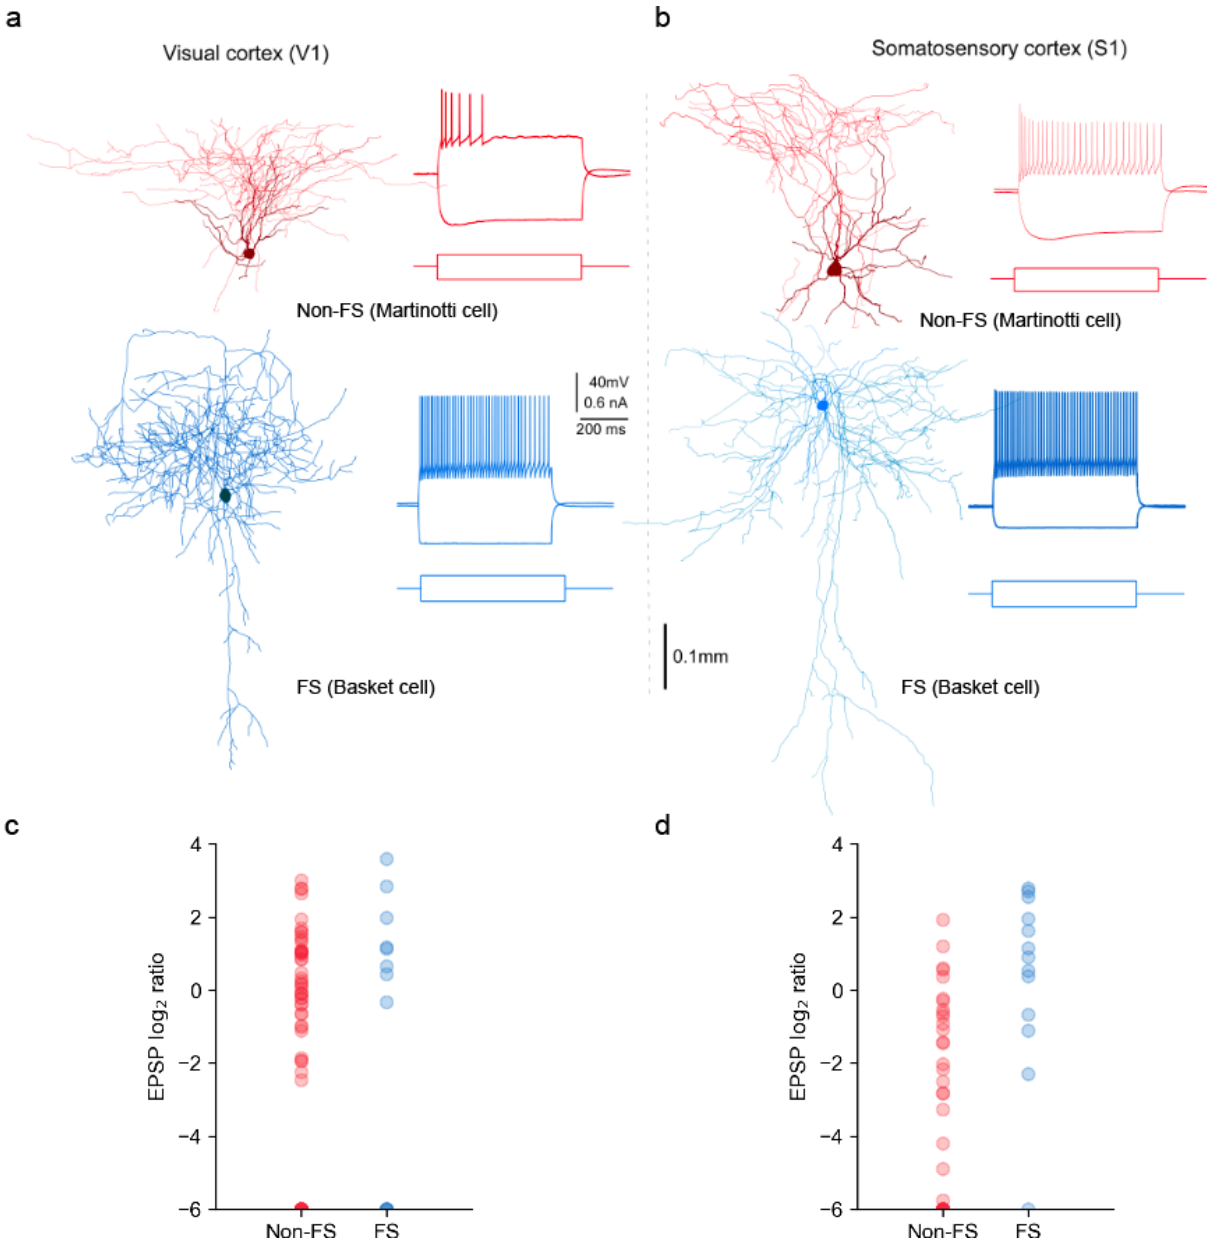 a
b
Visual cortex (V1)
Somatosensory cortex (S1)
Non-FS (Martinotti cell)
Non-FS (Martinotti cell)
40mV
0.6 nA
200 ms
0.1mm
FS (Basket cell)
FS (Basket cell)
c
d
EPSP log₂ ratio
4
2
0
−2
−4
−6
Non-FS
FS
EPSP log₂ ratio
4
2
0
−2
−4
−6
Non-FS
FS